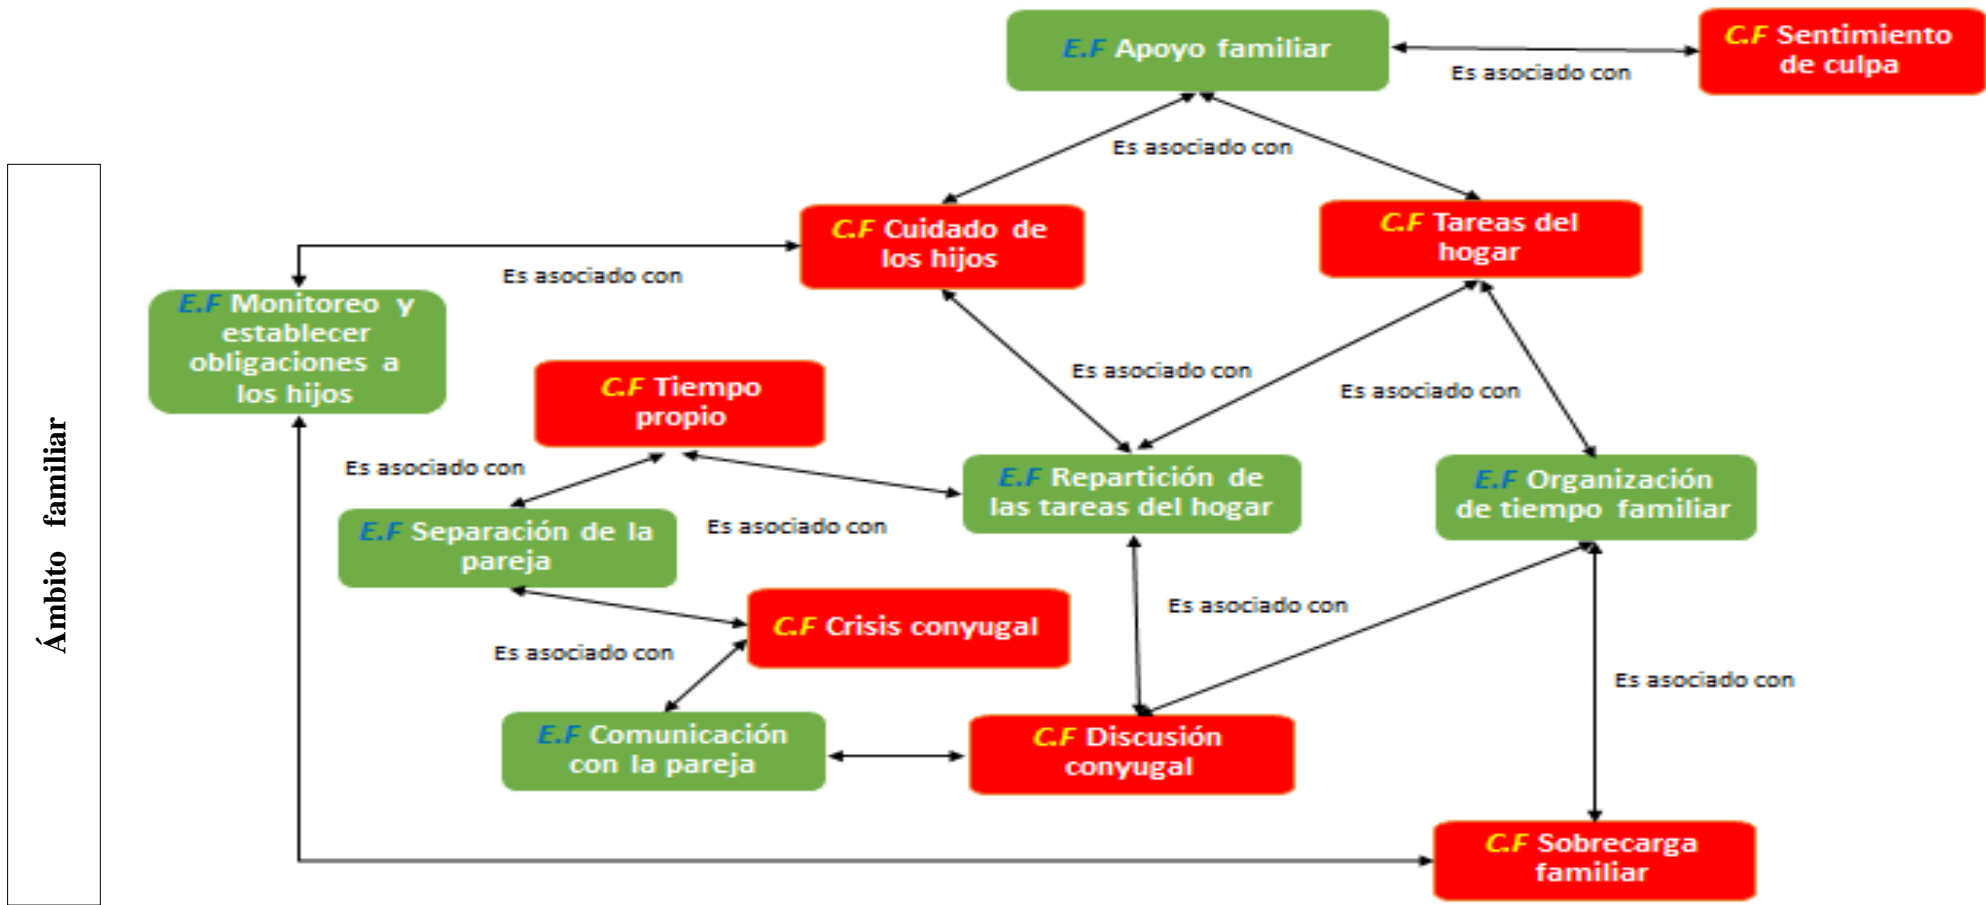 E.F Apoyo familiar
C.F Sentimiento
de culpa
Es asociado con
Es asociado con
C.F Cuidado de
los hijos
C.F Tareas del
hogar
Es asociado con
E.F Monitoreo y
establecer
obligaciones a
los hijos
C.F Tiempo
propio
Es asociado con
Es asociado con
Ámbito familiar
Es asociado con
E.F Repartición de
las tareas del hogar
E.F Organización
de tiempo familiar
E.F Separación de la
pareja
Es asociado con
C.F Crisis conyugal
Es asociado con
Es asociado con
Es asociado con
E.F Comunicación
con la pareja
C.F Discusión
conyugal
C.F Sobrecarga
familiar